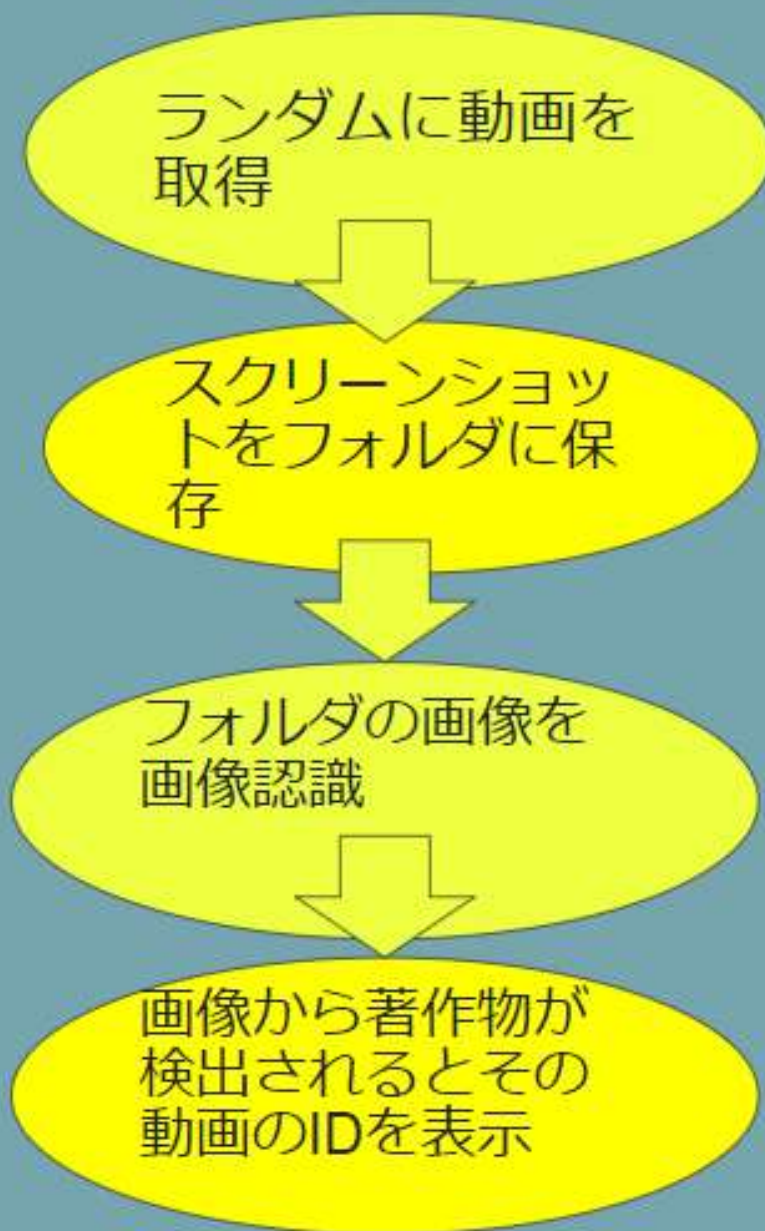 ランダムに動画を
取得
スクリーンショッ
トをフォルダに保
存
フォルダの画像を
画像認識
画像から著作物が
検出されるとその
動画のIDを表示